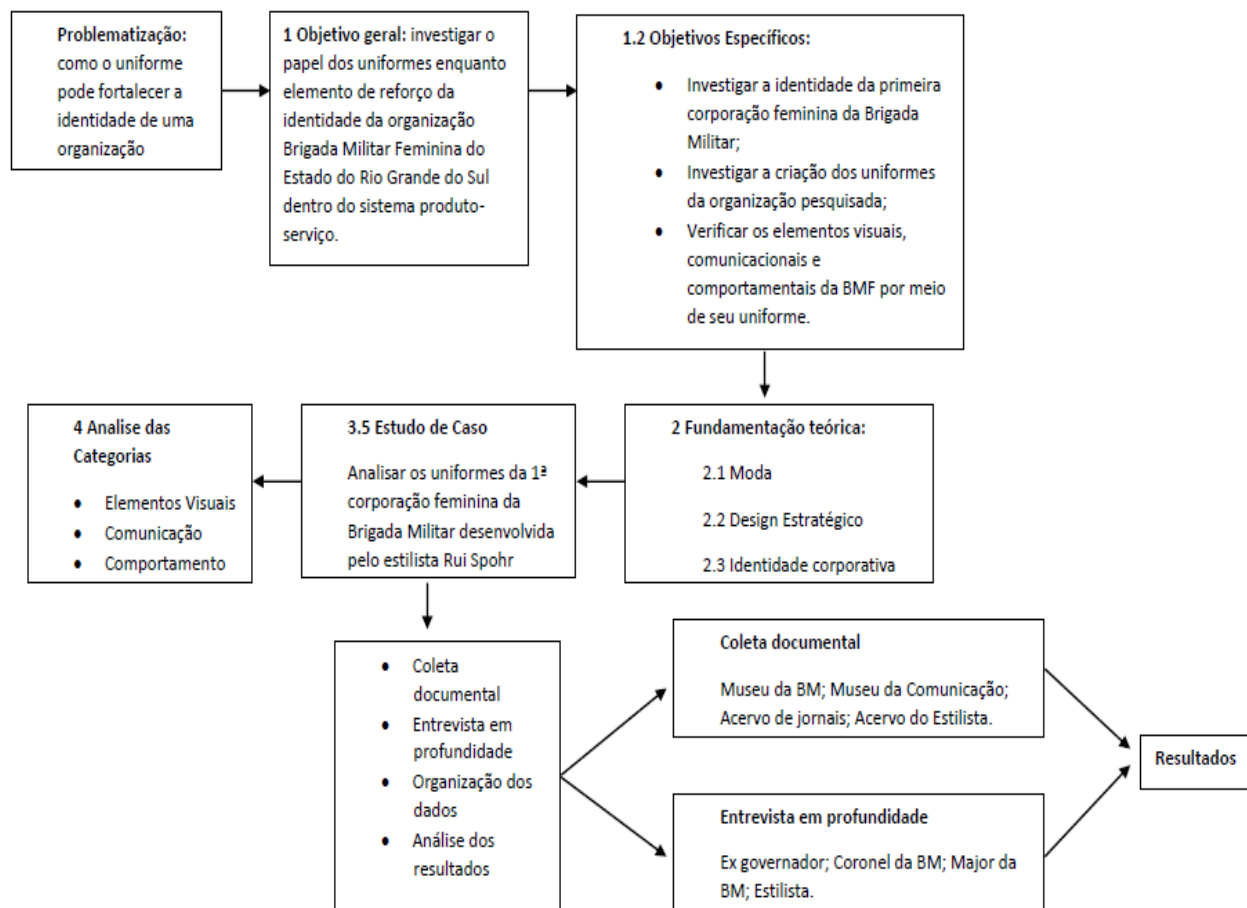 Problematização:
como o uniforme
pode fortalecer a
identidade de uma
organização
1 Objetivo geral: investigar o
papel dos uniformes enquanto
elemento de reforço da
identidade da organização
Brigada Militar Feminina do
Estado do Rio Grande do Sul
dentro do sistema produto-
serviço.
1.2 Objetivos Específicos:
• Investigar a identidade da primeira
corporação feminina da Brigada
Militar;
• Investigar a criação dos uniformes
da organização pesquisada;
• Verificar os elementos visuais,
comunicacionais e
comportamentais da BMF por meio
de seu uniforme.
4 Analise das
Categorias
• Elementos Visuais
• Comunicação
• Comportamento
3.5 Estudo de Caso
Analisar os uniformes da 1ª
corporação feminina da
Brigada Militar desenvolvida
pelo estilista Rui Spohr
2 Fundamentação teórica:
2.1 Moda
2.2 Design Estratégico
2.3 Identidade corporativa
• Coleta
documental
• Entrevista em
profundidade
• Organização dos
dados
• Análise dos
resultados
Coleta documental
Museu da BM; Museu da Comunicação;
Acervo de jornais; Acervo do Estilista.
Entrevista em profundidade
Ex governador; Coronel da BM; Major da
BM; Estilista.
Resultados